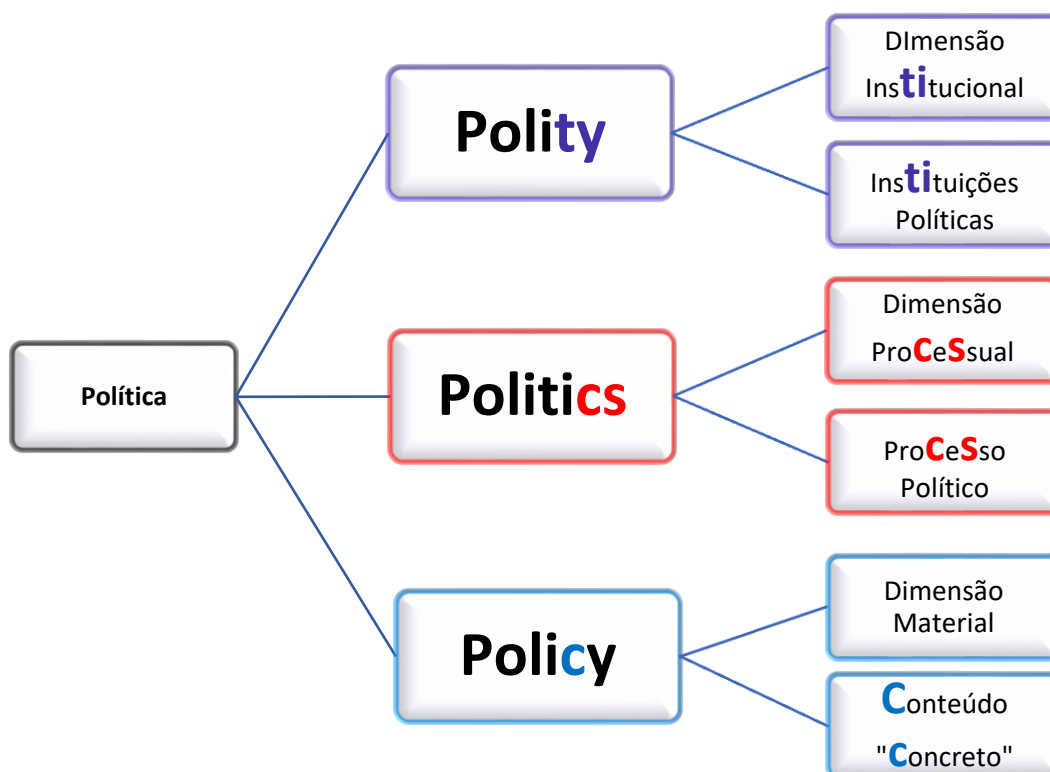 Política
Polity
DImensão
Institucional
Instituições
Políticas
Politics
Dimensão
ProCeSsual
ProCeSso
Político
Policy
Dimensão
Material
Conteúdo
"Concreto"